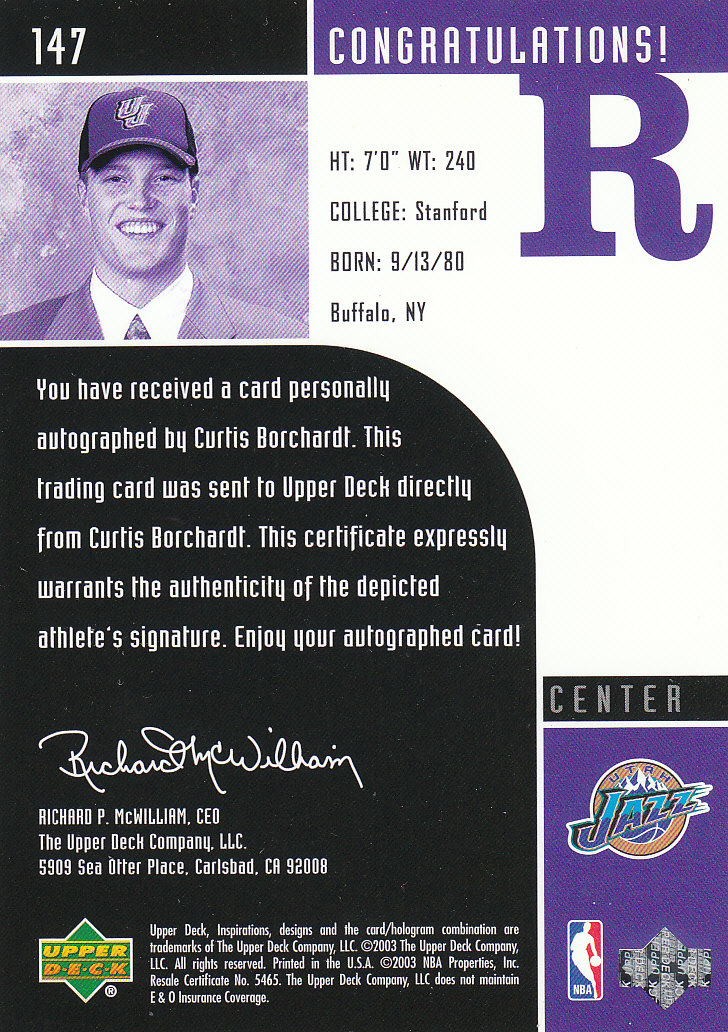 147
CONGRATULATIONS!
R
HT: 7'0" WT: 240
COLLEGE: Stanford
BORN: 9/13/80
Buffalo, NY
You have received a card personally
autographed by Curtis Borchardt. This
trading card was sent to Upper Deck directly
from Curtis Borchardt. This certificate expressly
warrants the authenticity of the depicted
athlete's signature. Enjoy your autographed card!
CENTER
Richard McWilliam
RICHARD P. McWILLIAM, CEO
The Upper Deck Company, LLC.
5909 Sea Otter Place, Carlsbad, CA 92008
UTAH
JAZZ
UPPER
D·E·C·K
®
Upper Deck, Inspirations, designs and the card/hologram combination are
trademarks of The Upper Deck Company, LLC. ©2003 The Upper Deck Company,
LLC. All rights reserved. Printed in the U.S.A. ©2003 NBA Properties, Inc.
Resale Certificate No. 5465. The Upper Deck Company, LLC does not maintain
E & O Insurance Coverage.
NBA